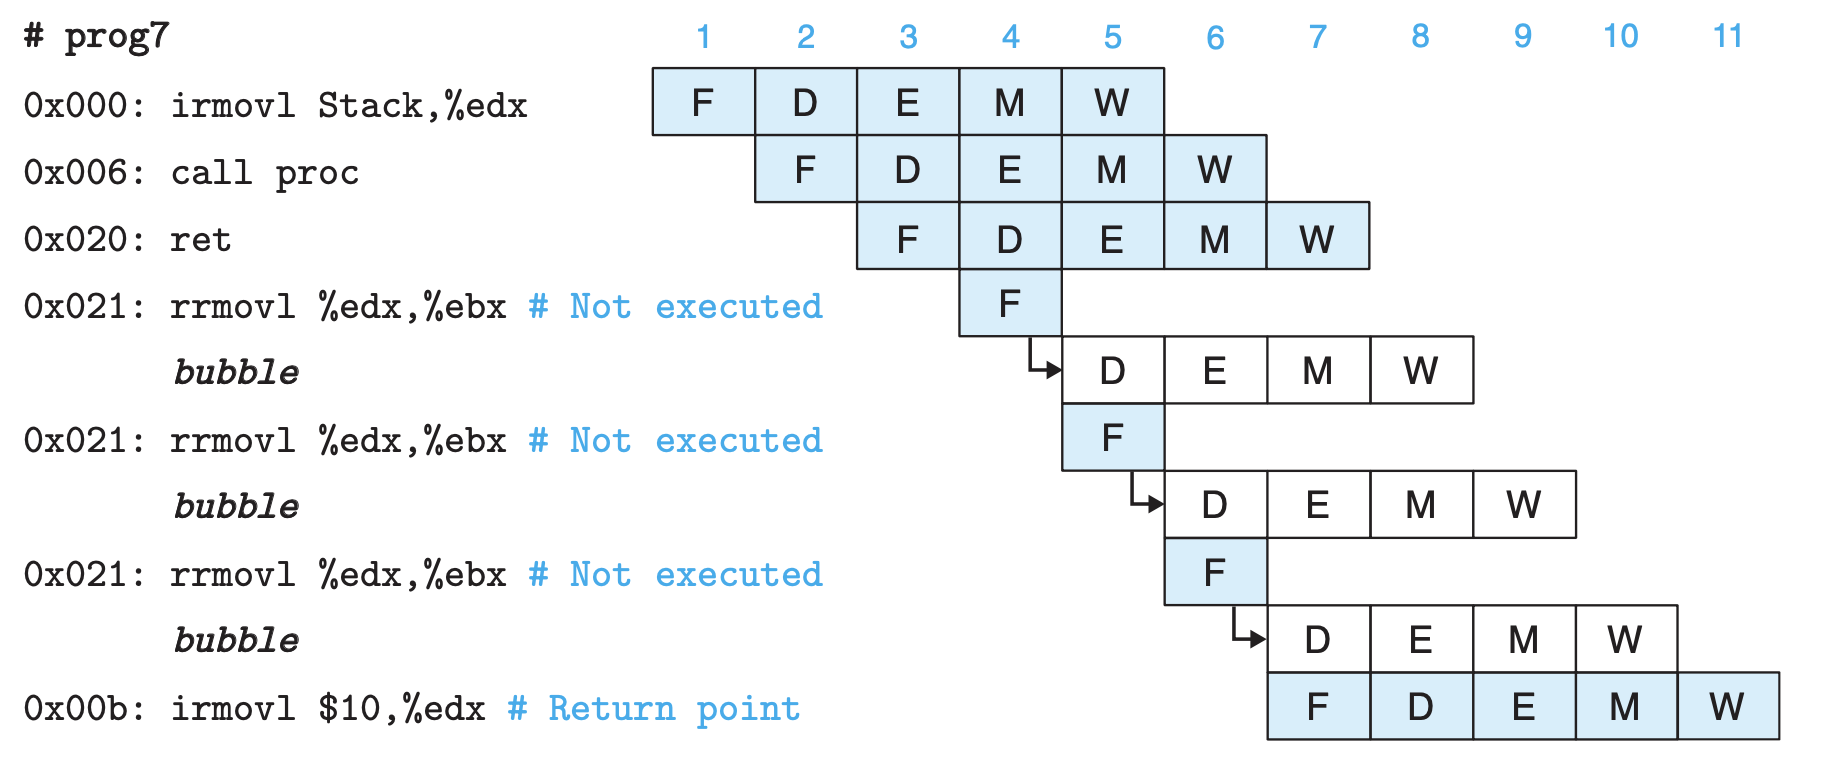 # prog7 1 2 3 4 5 6 7 8 9 10 11
0x000: irmovl Stack,%edx F D E M W
0x006: call proc F D E M W
0x020: ret F D E M W
0x021: rrmovl %edx,%ebx # Not executed F
bubble D E M W
0x021: rrmovl %edx,%ebx # Not executed F
bubble D E M W
0x021: rrmovl %edx,%ebx # Not executed F
bubble D E M W
0x00b: irmovl $10,%edx # Return point F D E M W